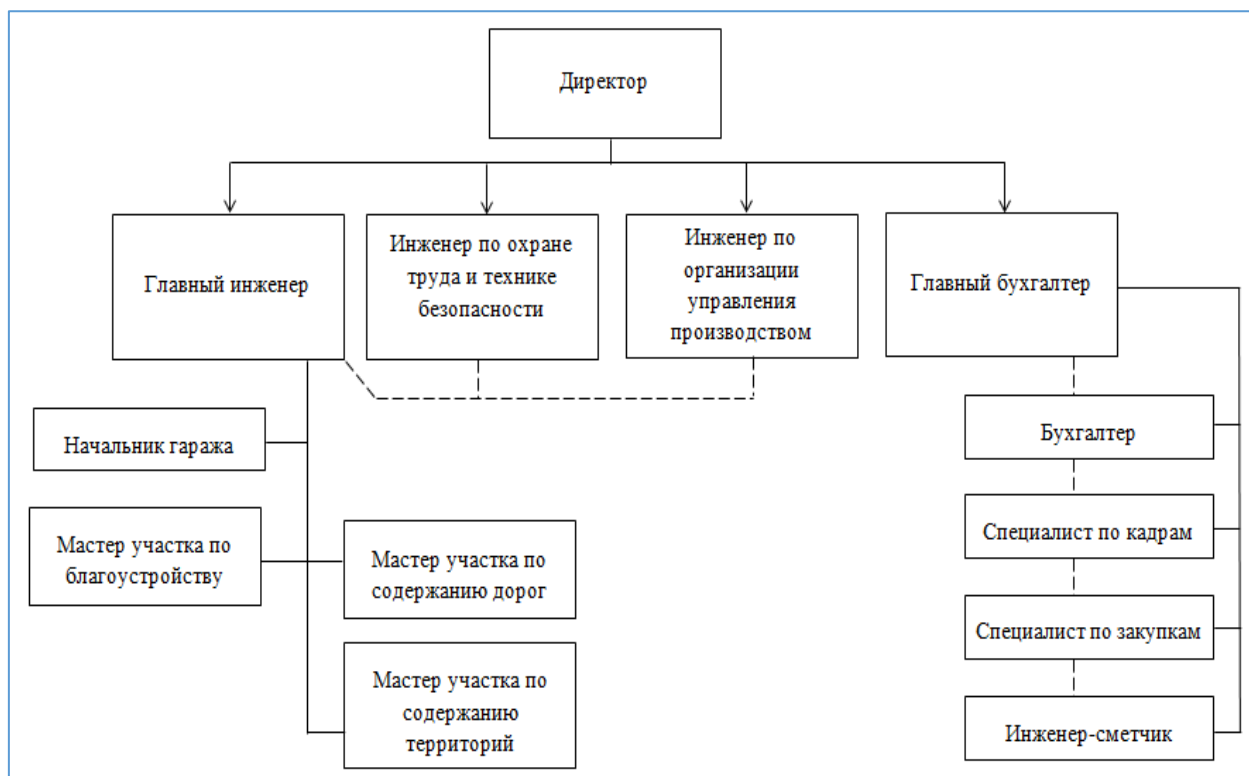 Директор
Главный инженер
Инженер по охране
труда и технике
безопасности
Инженер по
организации
управления
производством
Главный бухгалтер
Начальник гаража
Бухгалтер
Мастер участка по
благоустройству
Мастер участка по
содержанию дорог
Специалист по кадрам
Специалист по закупкам
Мастер участка по
содержанию
территорий
Инженер-сметчик